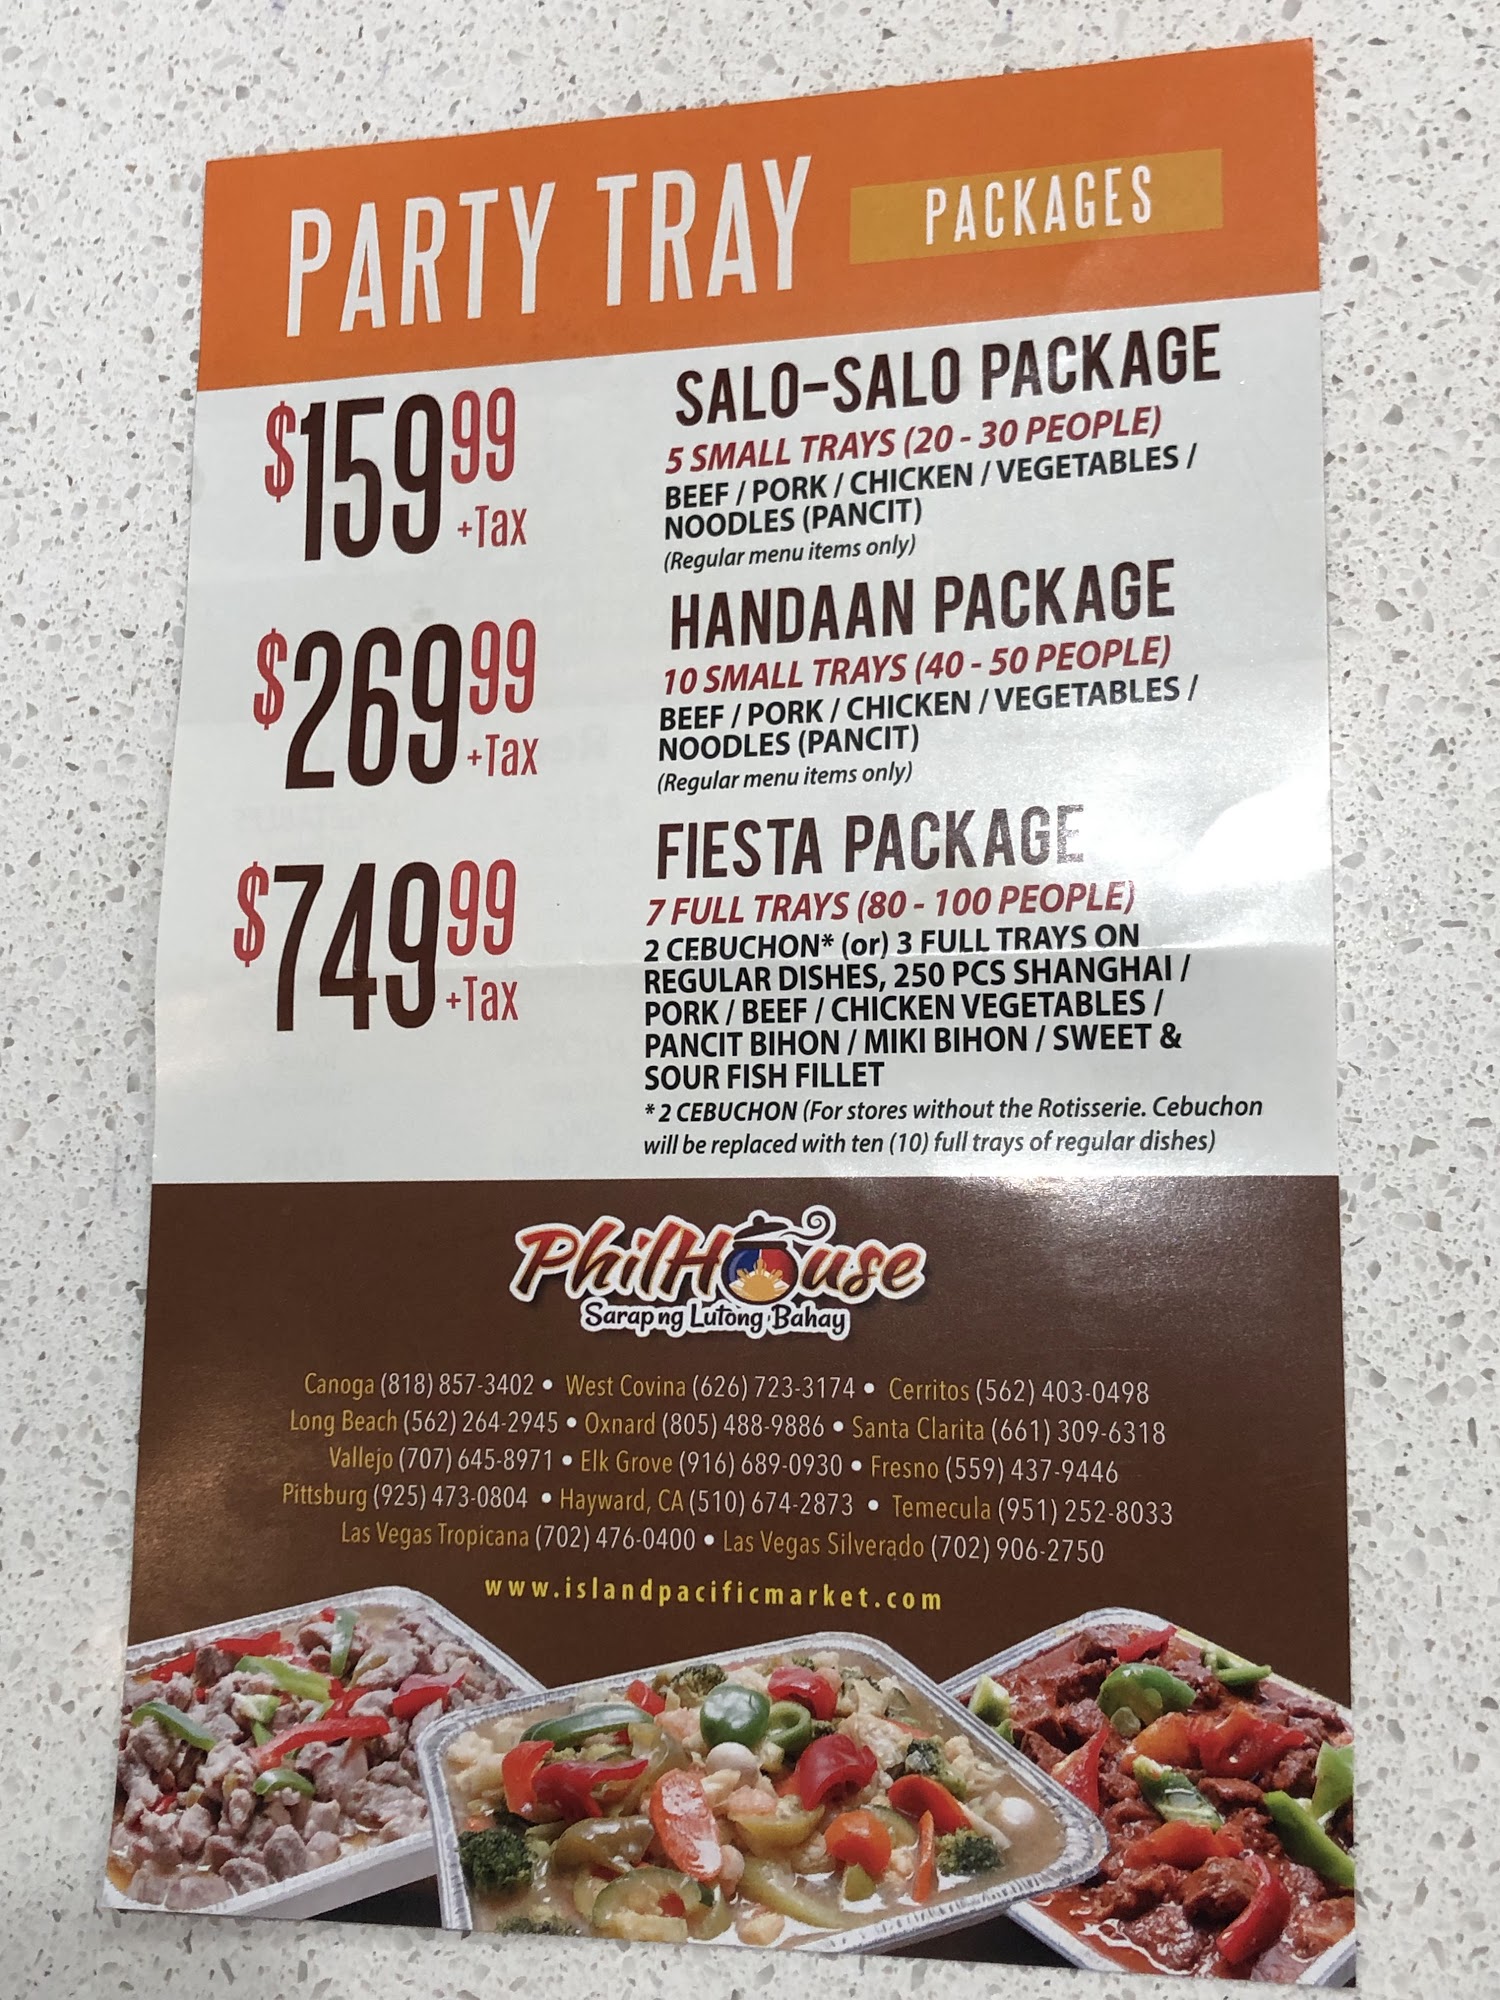 PARTY TRAY PACKAGES
$159.99 +Tax
SALO-SALO PACKAGE
5 SMALL TRAYS (20 - 30 PEOPLE)
BEEF / PORK / CHICKEN / VEGETABLES /
NOODLES (PANCIT)
(Regular menu items only)
$269.99 +Tax
HANDAAN PACKAGE
10 SMALL TRAYS (40 - 50 PEOPLE)
BEEF / PORK / CHICKEN / VEGETABLES /
NOODLES (PANCIT)
(Regular menu items only)
$749.99 +Tax
FIESTA PACKAGE
7 FULL TRAYS (80 - 100 PEOPLE)
2 CEBUCHON* (or) 3 FULL TRAYS ON
REGULAR DISHES, 250 PCS SHANGHAI /
PORK / BEEF / CHICKEN VEGETABLES /
PANCIT BIHON / MIKI BIHON / SWEET &
SOUR FISH FILLET
* 2 CEBUCHON (For stores without the Rotisserie. Cebuchon
will be replaced with ten (10) full trays of regular dishes)
PhilHouse
Sarap ng Lutong Bahay
Canoga (818) 857-3402 • West Covina (626) 723-3174 • Cerritos (562) 403-0498
Long Beach (562) 264-2945 • Oxnard (805) 488-9886 • Santa Clarita (661) 309-6318
Vallejo (707) 645-8971 • Elk Grove (916) 689-0930 • Fresno (559) 437-9446
Pittsburg (925) 473-0804 • Hayward, CA (510) 674-2873 • Temecula (951) 252-8033
Las Vegas Tropicana (702) 476-0400 • Las Vegas Silverado (702) 906-2750
www.islandpacificmarket.com